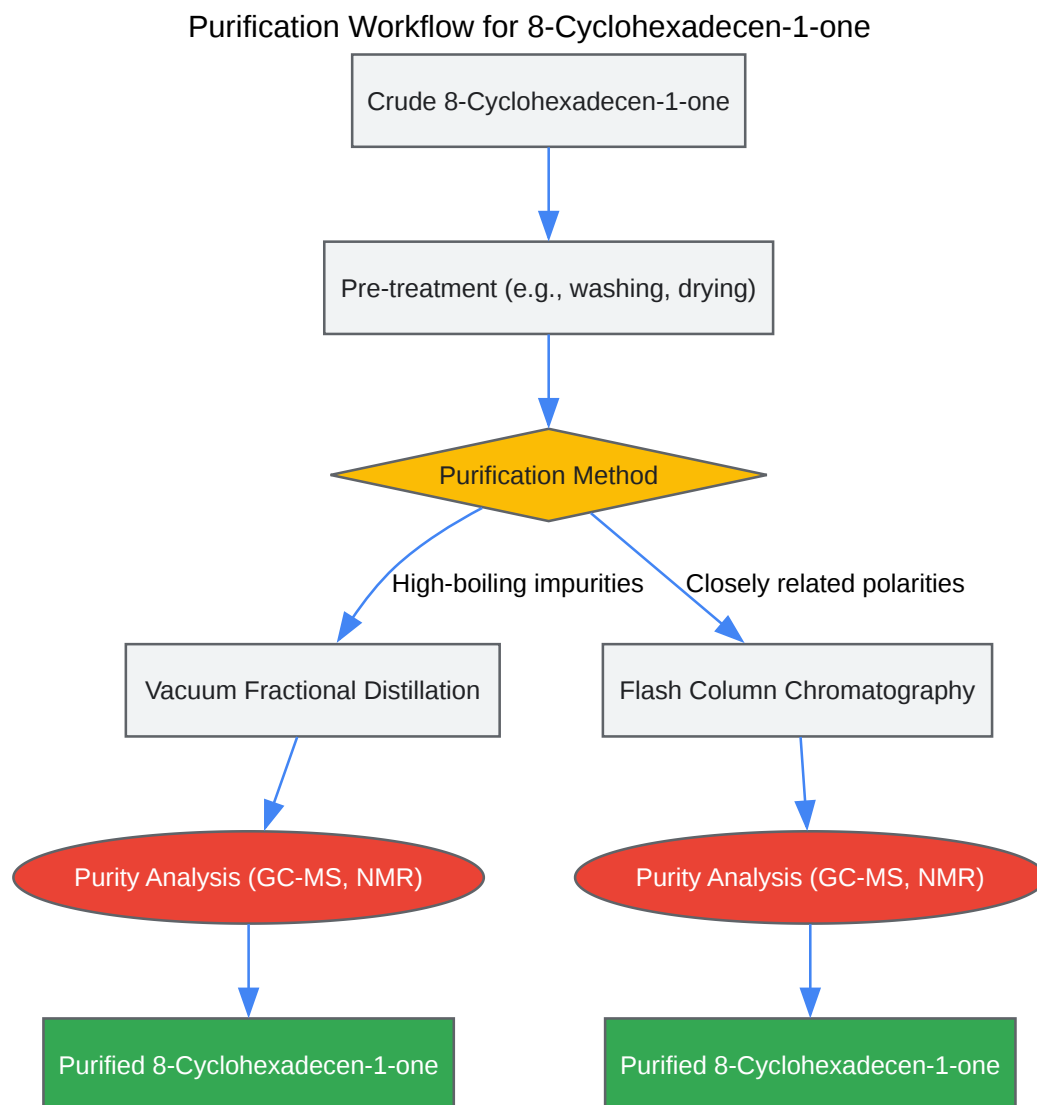 Purification Workflow for 8-Cyclohexadecen-1-one
Crude 8-Cyclohexadecen-1-one
Pre-treatment (e.g., washing, drying)
Purification Method
High-boiling impurities
Closely related polarities
Vacuum Fractional Distillation
Flash Column Chromatography
Purity Analysis (GC-MS, NMR)
Purity Analysis (GC-MS, NMR)
Purified 8-Cyclohexadecen-1-one
Purified 8-Cyclohexadecen-1-one